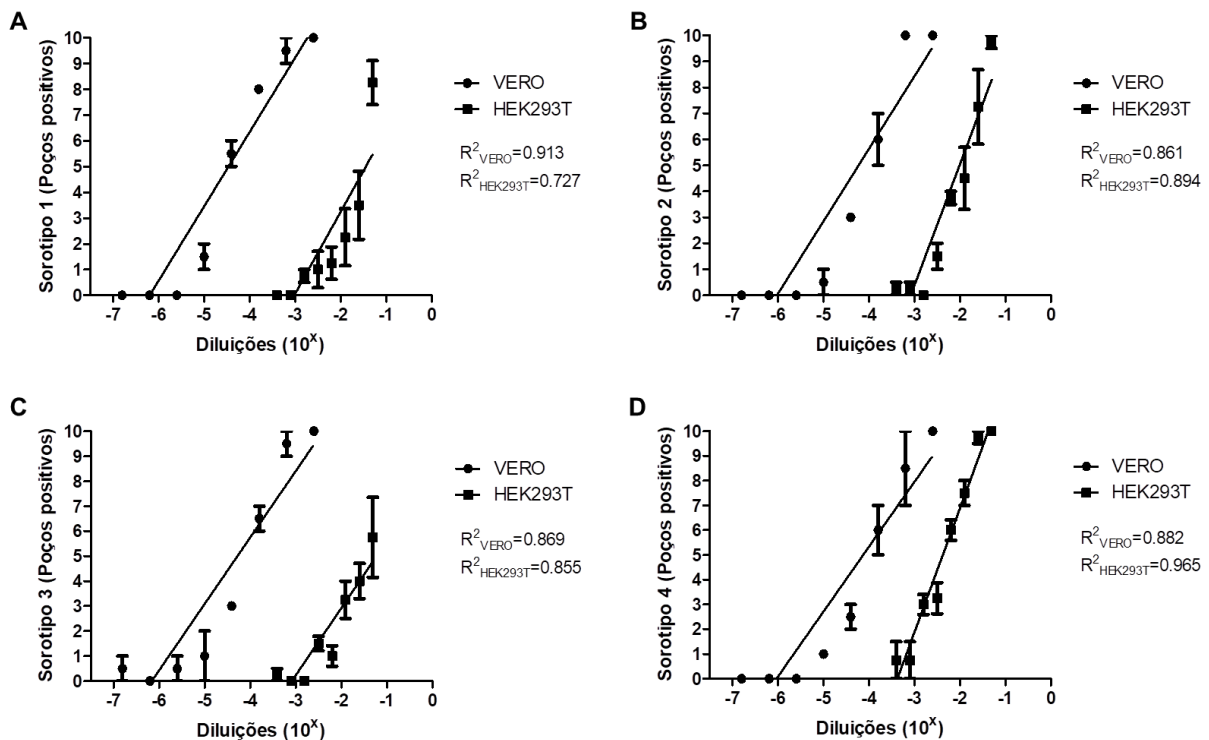 A
Sorotipo 1 (Poços positivos)
10
9
8
7
6
5
4
3
2
1
0
-7 -6 -5 -4 -3 -2 -1 0
Diluições (10^x)
VERO
HEK293T
R²VERO=0.913
R²HEK293T=0.727
B
Sorotipo 2 (Poços positivos)
10
9
8
7
6
5
4
3
2
1
0
-7 -6 -5 -4 -3 -2 -1 0
Diluições (10^x)
VERO
HEK293T
R²VERO=0.861
R²HEK293T=0.894
C
Sorotipo 3 (Poços positivos)
10
9
8
7
6
5
4
3
2
1
0
-7 -6 -5 -4 -3 -2 -1 0
Diluições (10^x)
VERO
HEK293T
R²VERO=0.869
R²HEK293T=0.855
D
Sorotipo 4 (Poços positivos)
10
9
8
7
6
5
4
3
2
1
0
-7 -6 -5 -4 -3 -2 -1 0
Diluições (10^x)
VERO
HEK293T
R²VERO=0.882
R²HEK293T=0.965